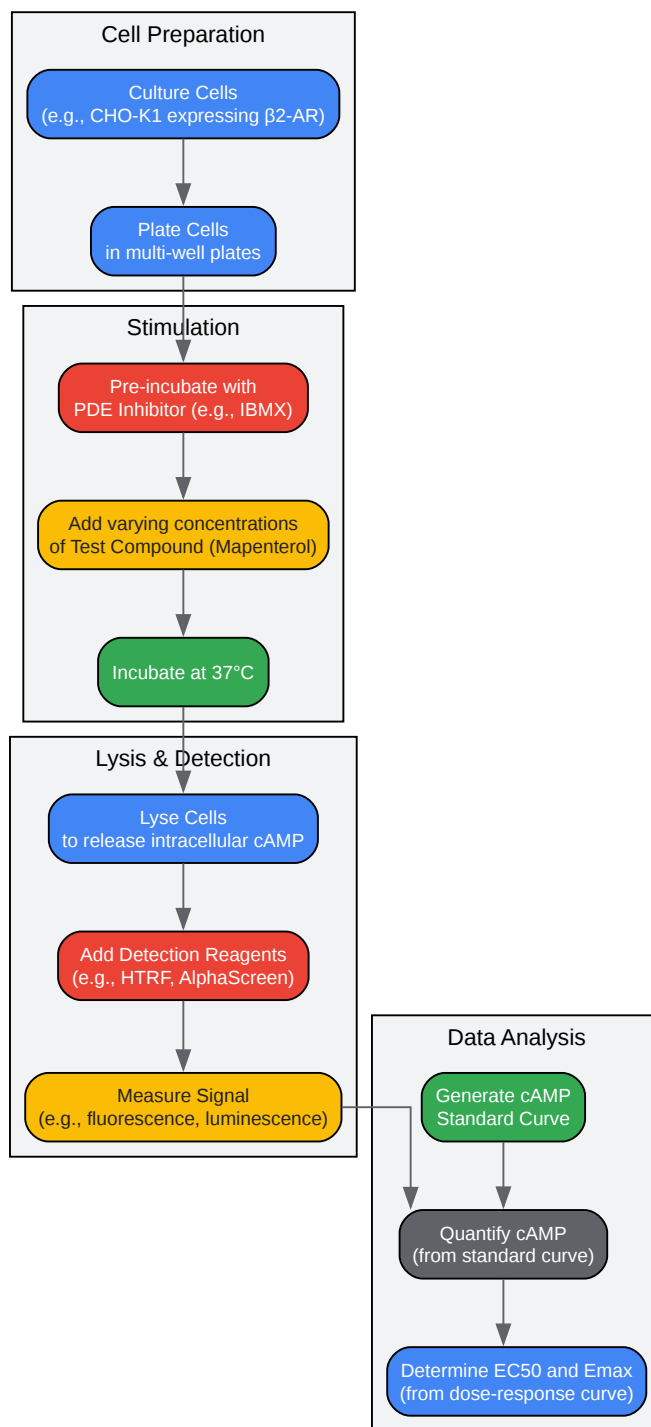 Cell Preparation
Culture Cells
(e.g., CHO-K1 expressing β2-AR)
Plate Cells
in multi-well plates
Stimulation
Pre-incubate with
PDE Inhibitor (e.g., IBMX)
Add varying concentrations
of Test Compound (Mapenterol)
Incubate at 37°C
Lysis & Detection
Lyse Cells
to release intracellular cAMP
Add Detection Reagents
(e.g., HTRF, AlphaScreen)
Measure Signal
(e.g., fluorescence, luminescence)
Data Analysis
Generate cAMP
Standard Curve
Quantify cAMP
(from standard curve)
Determine EC50 and Emax
(from dose-response curve)